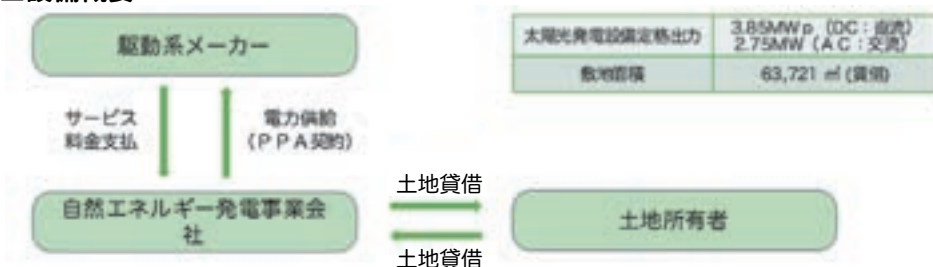 駆動系メーカー
太陽光発電設備定格出力
3.85MWp (DC:直流)
2.75MW (AC:交流)
敷地面積
63,721 ㎡(賃借)
サービス
料金支払
電力供給
(PPA契約)
土地貸借
自然エネルギー発電事業会
社
土地所有者
土地貸借